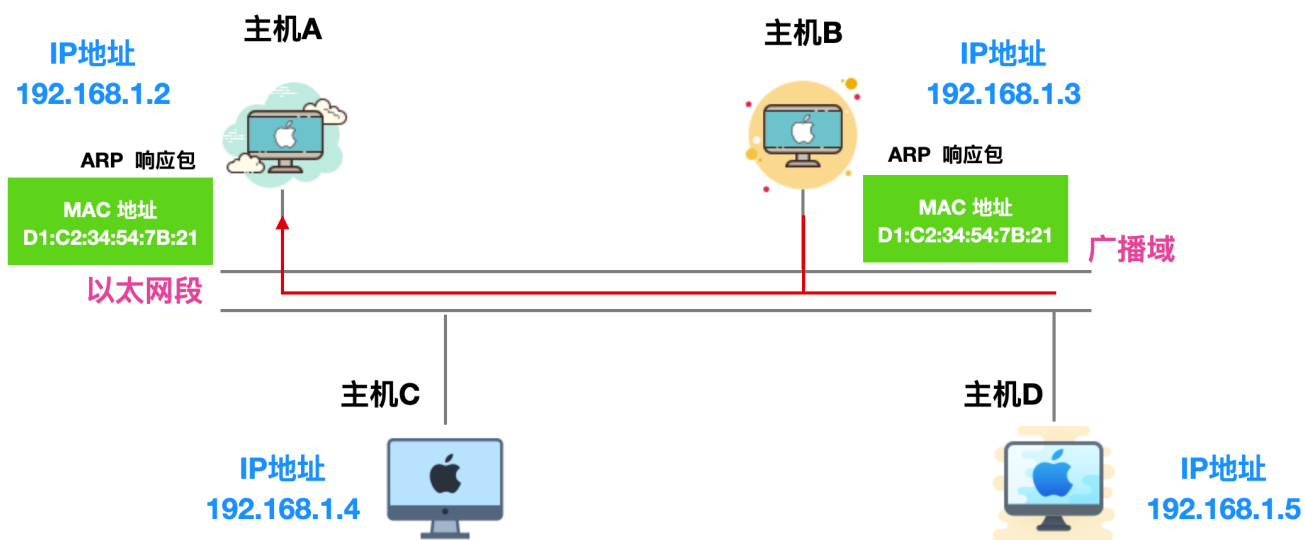 主机A
IP地址
192.168.1.2
主机B
IP地址
192.168.1.3
ARP 响应包
MAC 地址
D1:C2:34:54:7B:21
ARP 响应包
MAC 地址
D1:C2:34:54:7B:21
广播域
以太网段
主机C
IP地址
192.168.1.4
主机D
IP地址
192.168.1.5